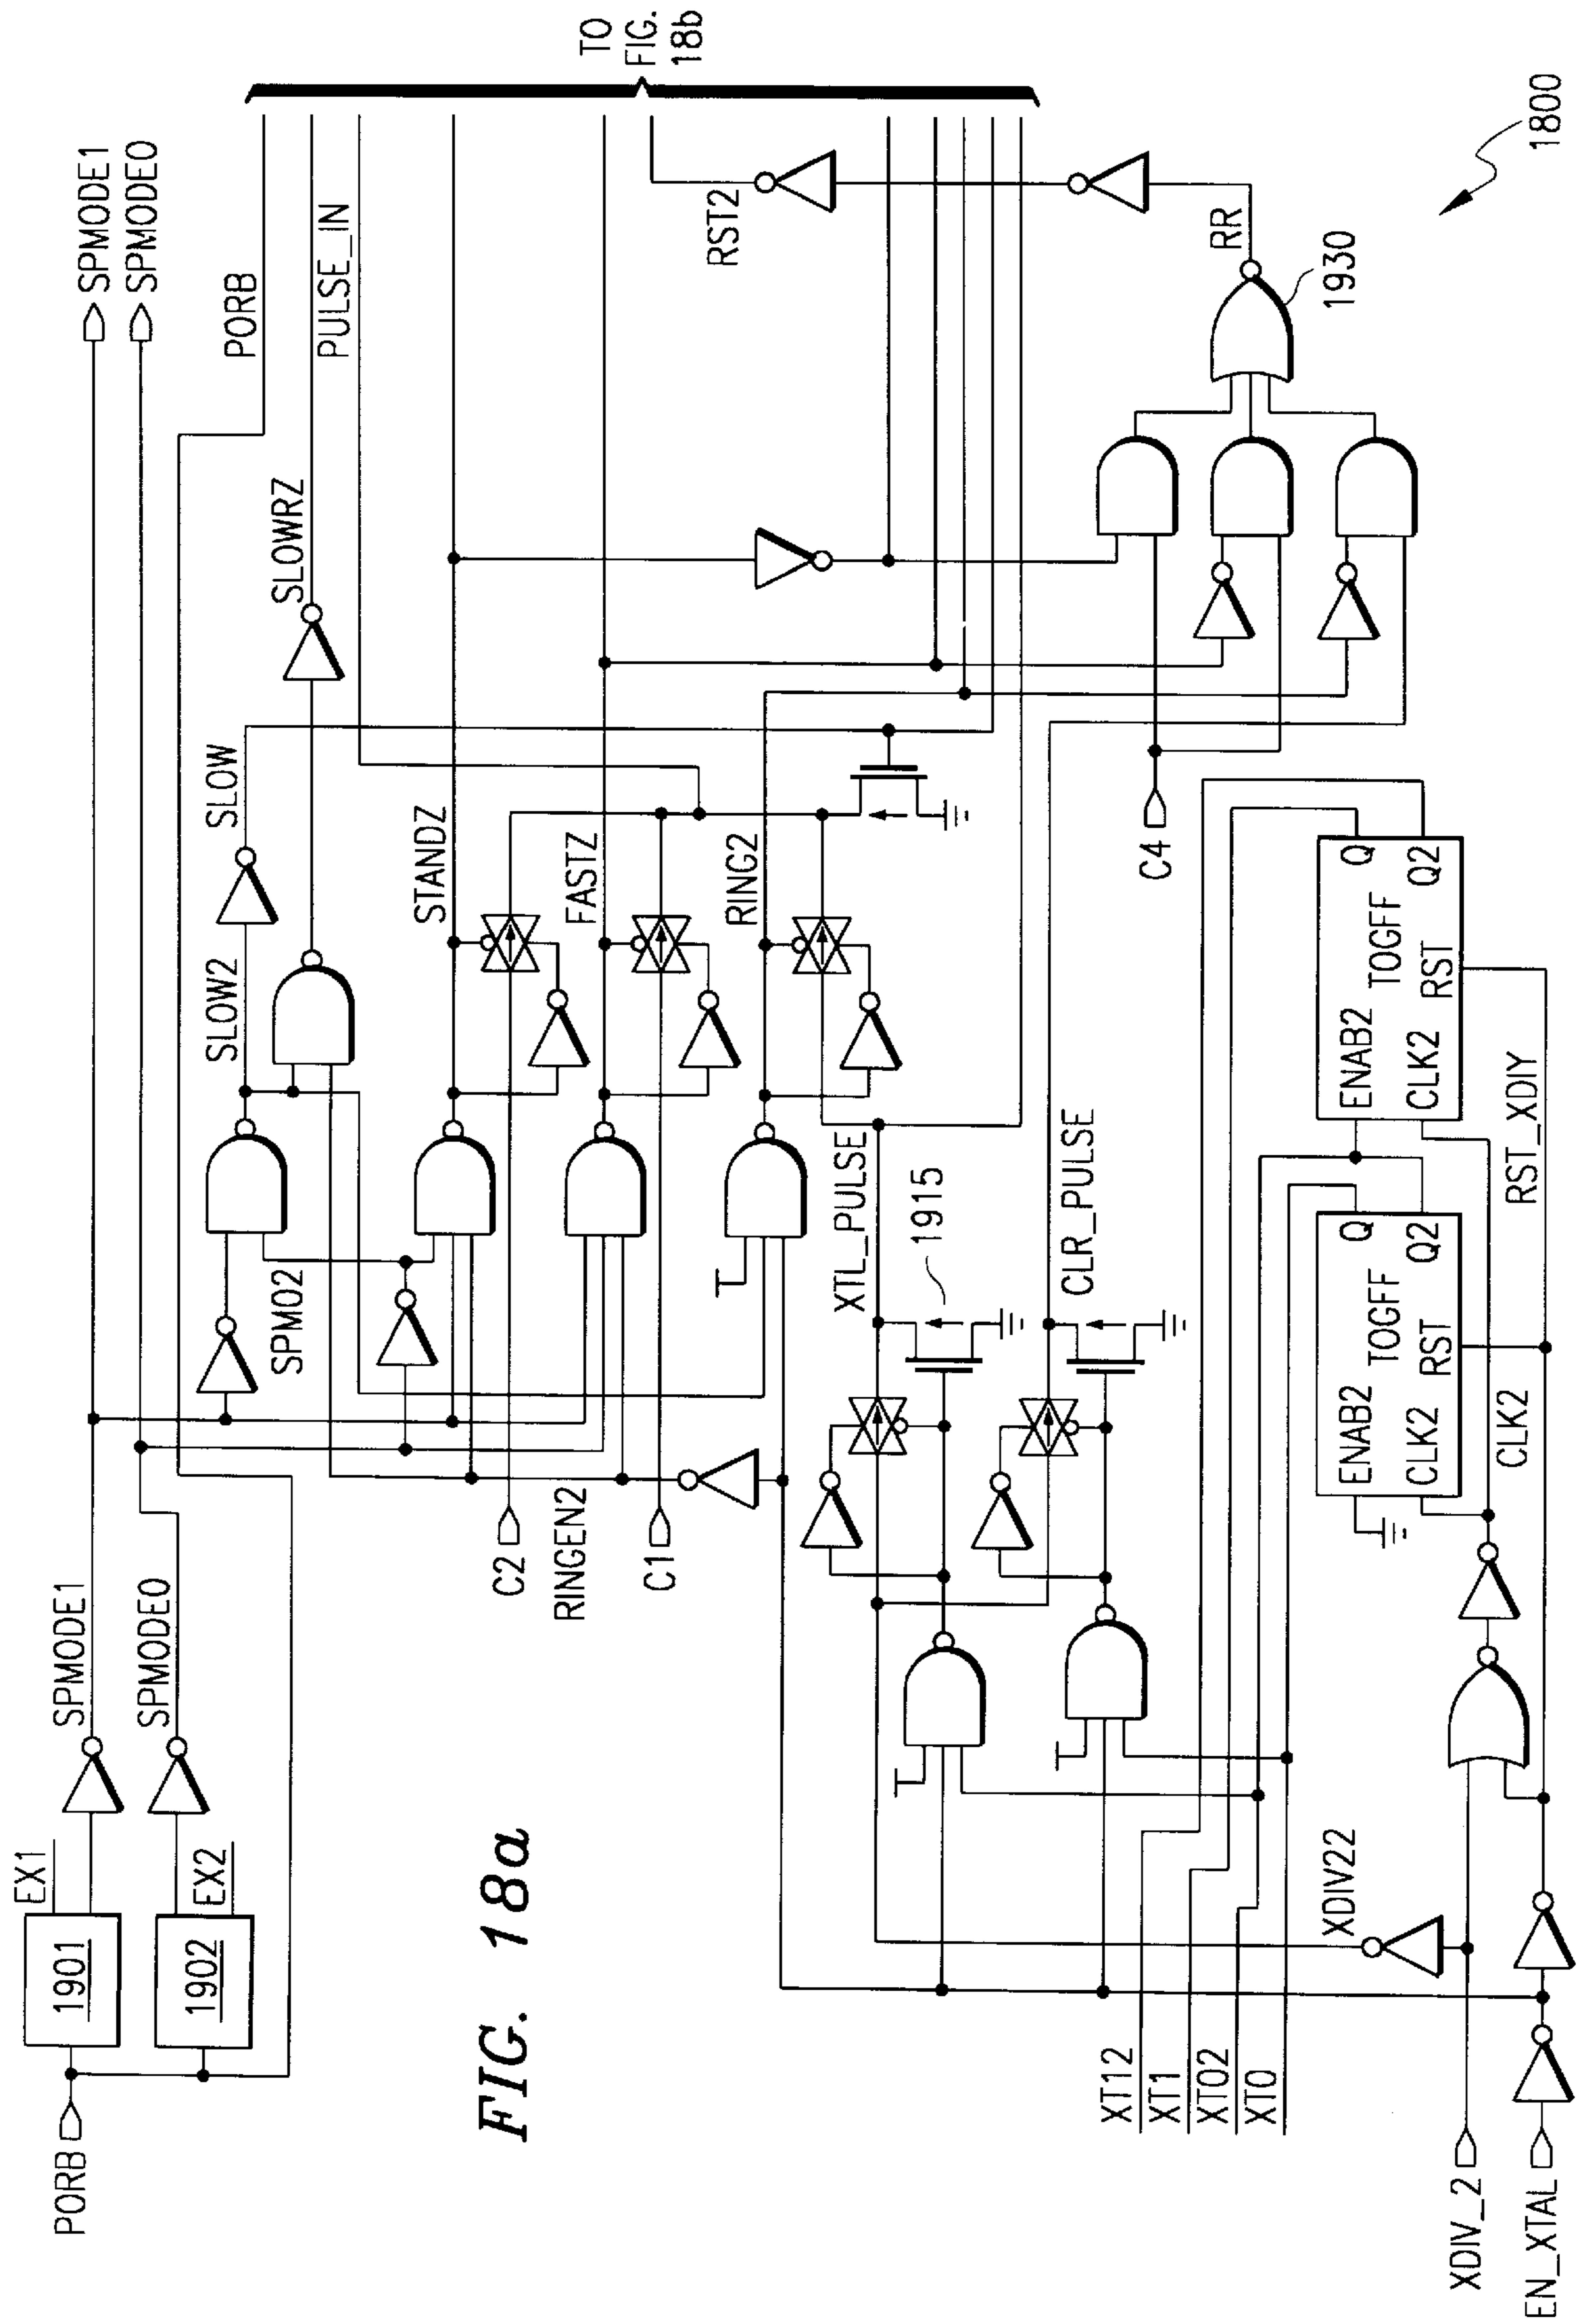 PORB
1901
EX1
1902
EX2
SPMODE1
SPMODE0
SPMODE1
SPMODE0
PORB
PULSE_IN
TO
FIG.
18b
SLOWRZ
SLOW
SLOW2
SPM02
STANDZ
FASTZ
RING2
C2
RINGEN2
C1
RST2
RR
1930
1800
XTL_PULSE
1915
CLR_PULSE
C4
FIG. 18a
XT12
XT1
XT02
XT0
XDIV22
XDIV_2
EN_XTAL
ENAB2 Q
TOGFF
CLK2 RST Q2
CLK2
RST_XDIY
ENAB2 Q
TOGFF
CLK2 RST Q2